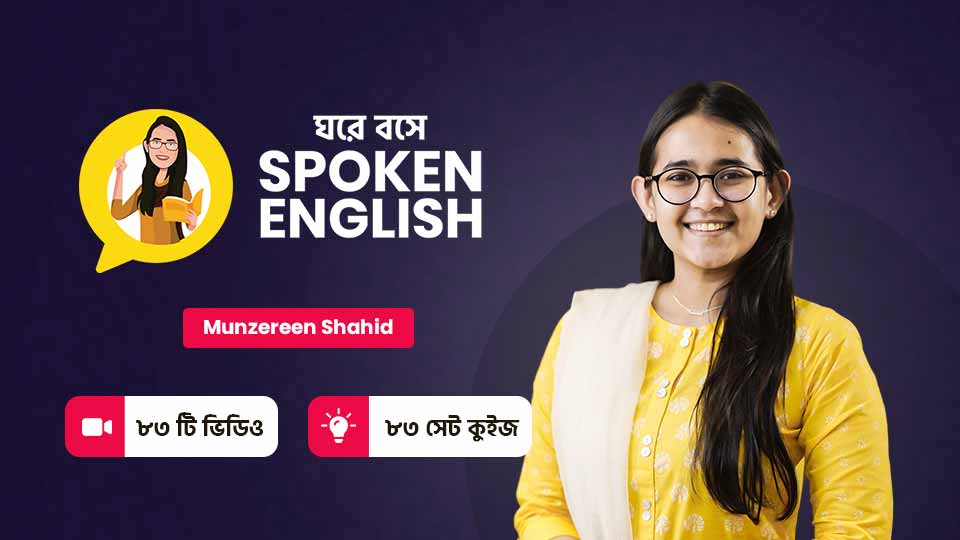 ঘরে বসে
SPOKEN
ENGLISH
Munzereen Shahid
৮৩ টি ভিডিও
৮৩ সেট কুইজ